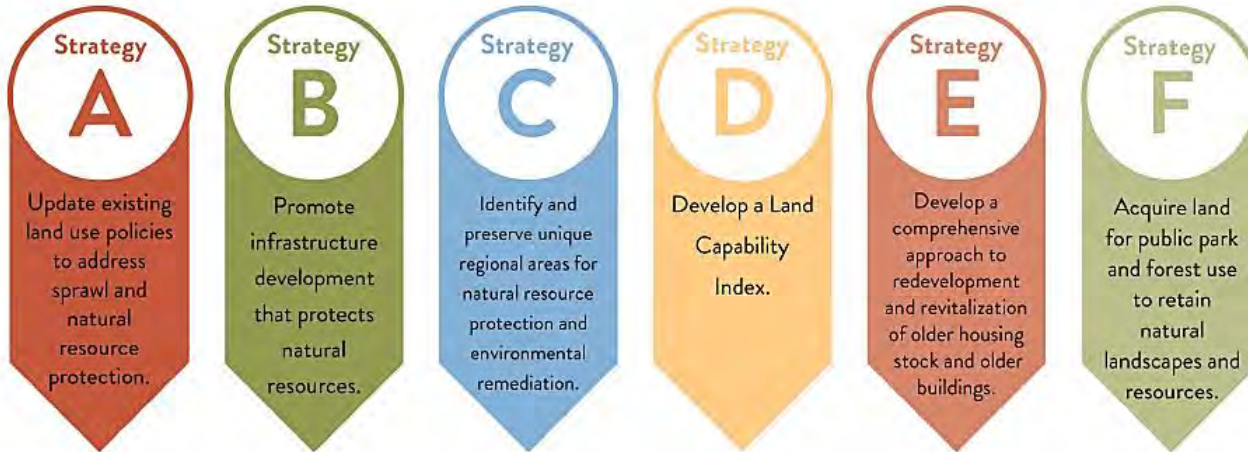 Strategy
A
Update existing
land use policies
to address
sprawl and
natural
resource
protection.
Strategy
B
Promote
infrastructure
development
that protects
natural
resources.
Strategy
C
Identify and
preserve unique
regional areas for
natural resource
protection and
environmental
remediation.
Strategy
D
Develop a Land
Capability
Index.
Strategy
E
Develop a
comprehensive
approach to
redevelopment
and revitalization
of older housing
stock and older
buildings.
Strategy
F
Acquire land
for public park
and forest use
to retain
natural
landscapes and
resources.